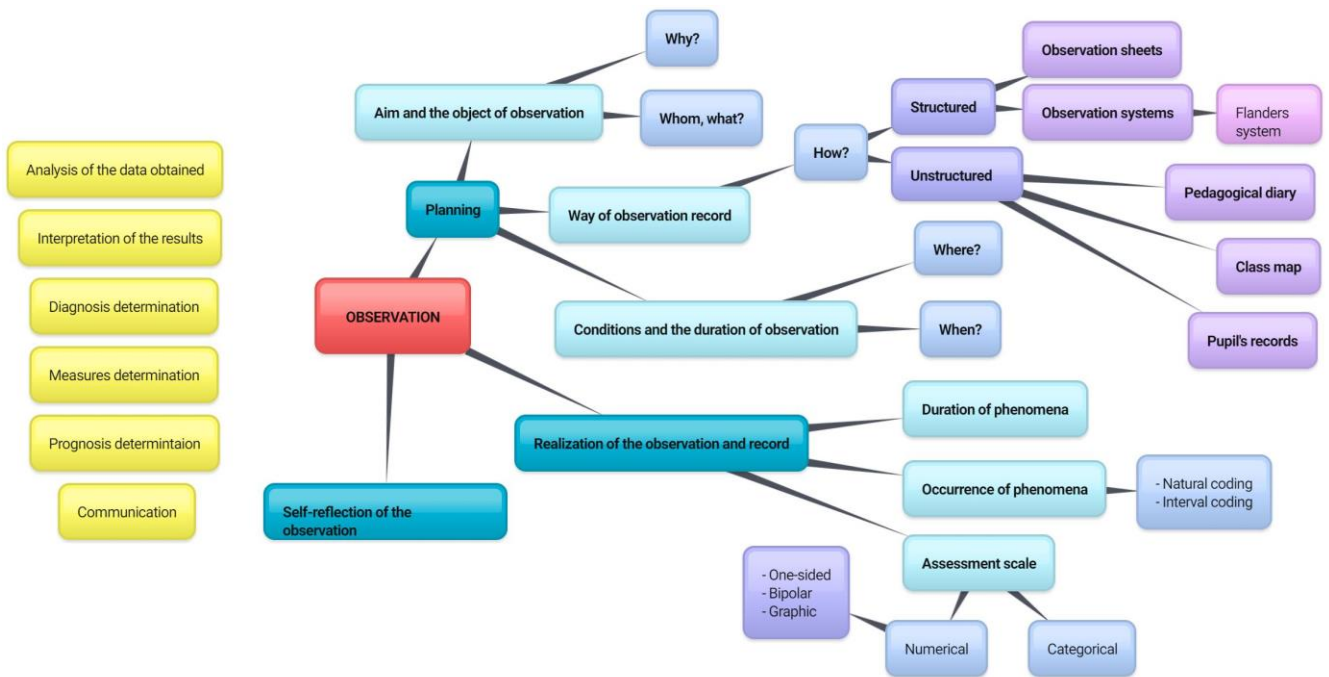 Analysis of the data obtained
Interpretation of the results
Diagnosis determination
Measures determination
Prognosis determintaion
Communication
OBSERVATION
Planning
Aim and the object of observation
Why?
Whom, what?
Way of observation record
How?
Structured
Observation sheets
Observation systems
Flanders
system
Unstructured
Pedagogical diary
Class map
Pupil's records
Conditions and the duration of observation
Where?
When?
Realization of the observation and record
Duration of phenomena
Occurrence of phenomena
- Natural coding
- Interval coding
Assessment scale
Numerical
- One-sided
- Bipolar
- Graphic
Categorical
Self-reflection of the
observation